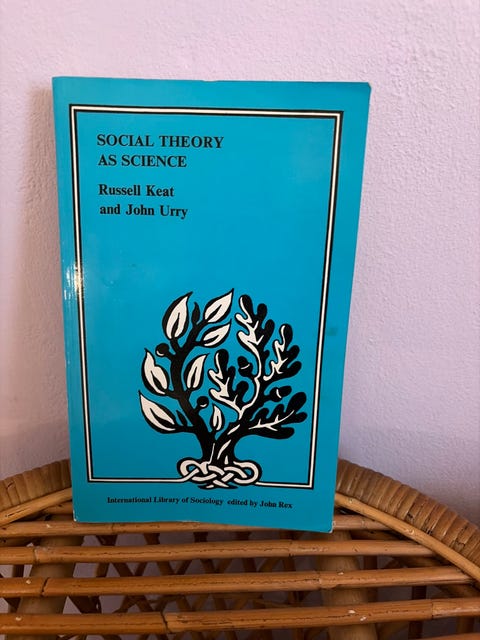 SOCIAL THEORY
AS SCIENCE
Russell Keat
and John Urry
International Library of Sociology edited by John Rex